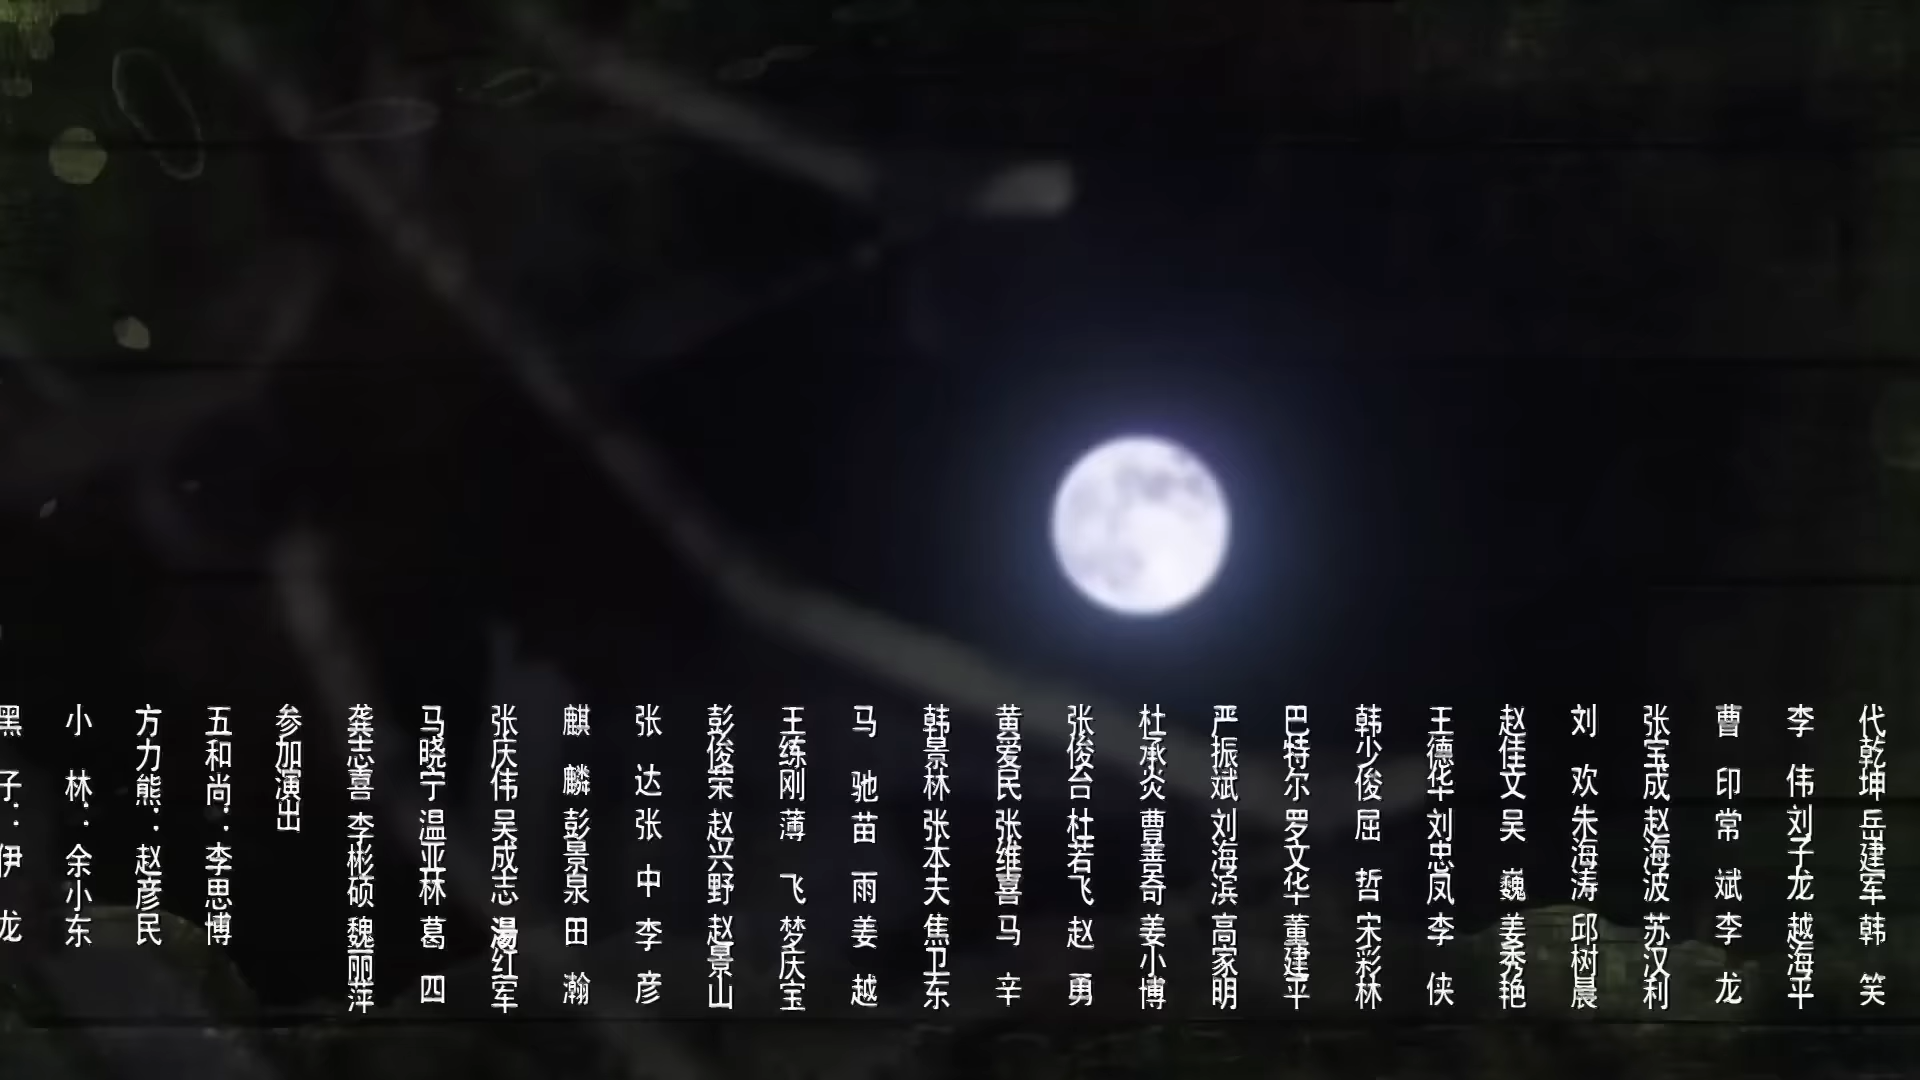 黑子：伊龙
小林：余小东
方力熊：赵彦民
五和尚：李思博
参加演出
龚志喜 李彬硕 魏丽萍
马晓宁 温亚林 葛四
张庆伟 吴成志 湯红军
麒麟 彭景泉 田瀚
张达 张中 李彦
彭俊荣 赵兴野 赵景山
王练刚 薄飞 梦庆宝
马驰 苗雨 姜越
韩景林 张本夫 焦卫东
黄爱民 张维喜 马辛
张俊台 杜若飞 赵勇
杜承炎 曹善奇 姜小博
严振斌 刘海滨 高家明
巴特尔 罗文华 董建平
韩少俊 屈哲 宋彩林
王德华 刘忠凤 李侠
赵佳文 吴巍 姜秀艳
刘欢 朱海涛 邱树晨
张宝成 赵海波 苏汉利
曹印 常斌 李龙
李伟 刘子龙 越海平
代乾坤 岳建军 韩笑